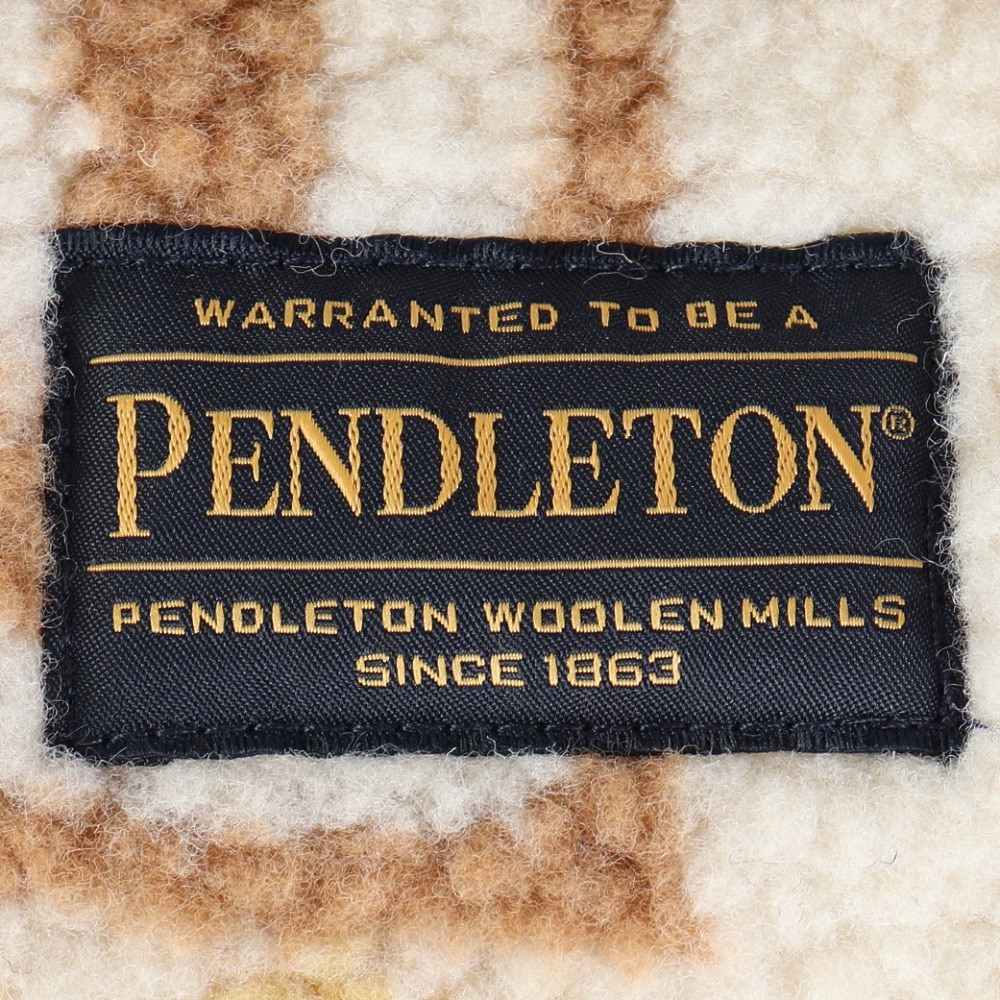 WARRANTED TO BE A
PENDLETON®
PENDLETON WOOLEN MILLS
SINCE 1863